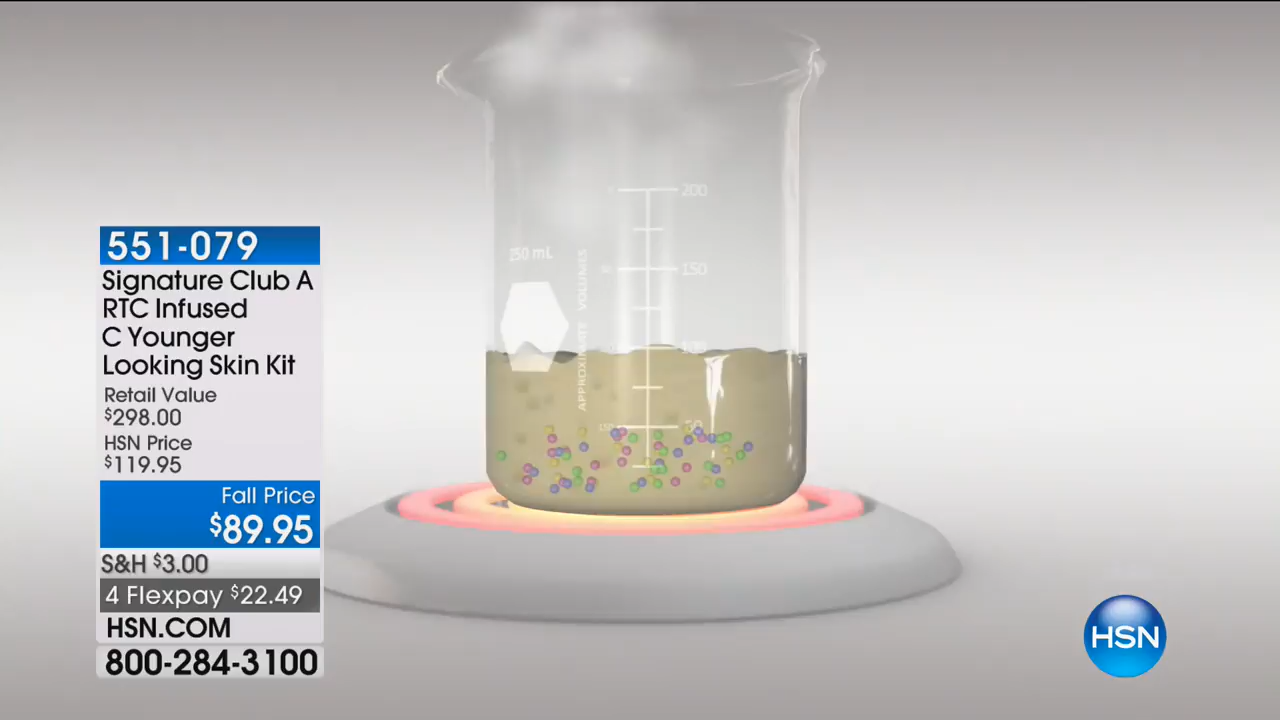 551-079
Signature Club A
RTC Infused
C Younger
Looking Skin Kit
Retail Value
$298.00
HSN Price
$119.95
Fall Price
$89.95
S&H $3.00
4 Flexpay $22.49
HSN.COM
800-284-3100
200
150
100
50
250 mL
APPROXIMATE VOLUMES
150
HSN